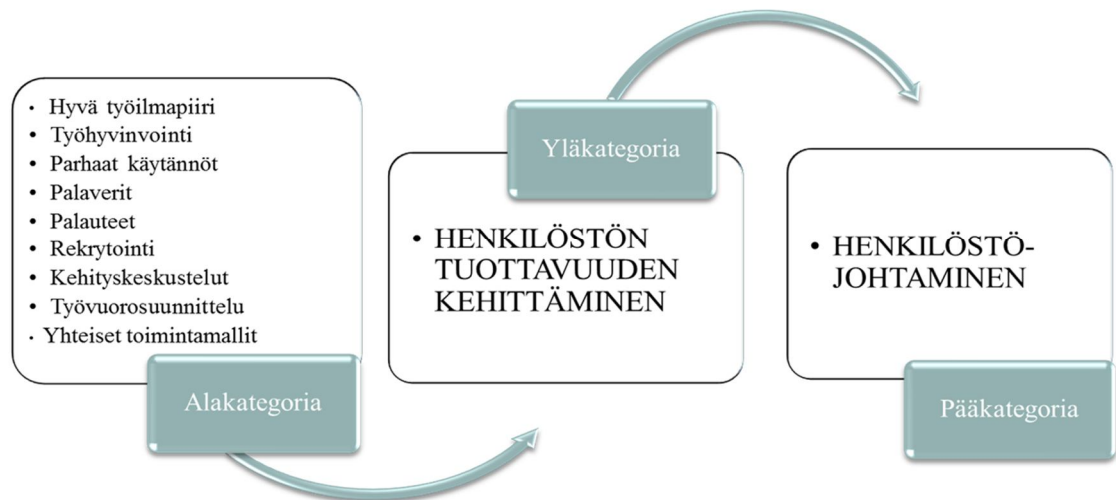 • Hyvä työilmapiiri
• Työhyvinvointi
• Parhaat käytännöt
• Palaverit
• Palauteet
• Rekrytointi
• Kehityskeskustelut
• Työvuorosuunnittelu
• Yhteiset toimintamallit
Alakategoria
Yläkategoria
• HENKILÖSTÖN
TUOTTAVUUDEN
KEHITTÄMINEN
• HENKILÖSTÖ-
JOHTAMINEN
Pääkategoria